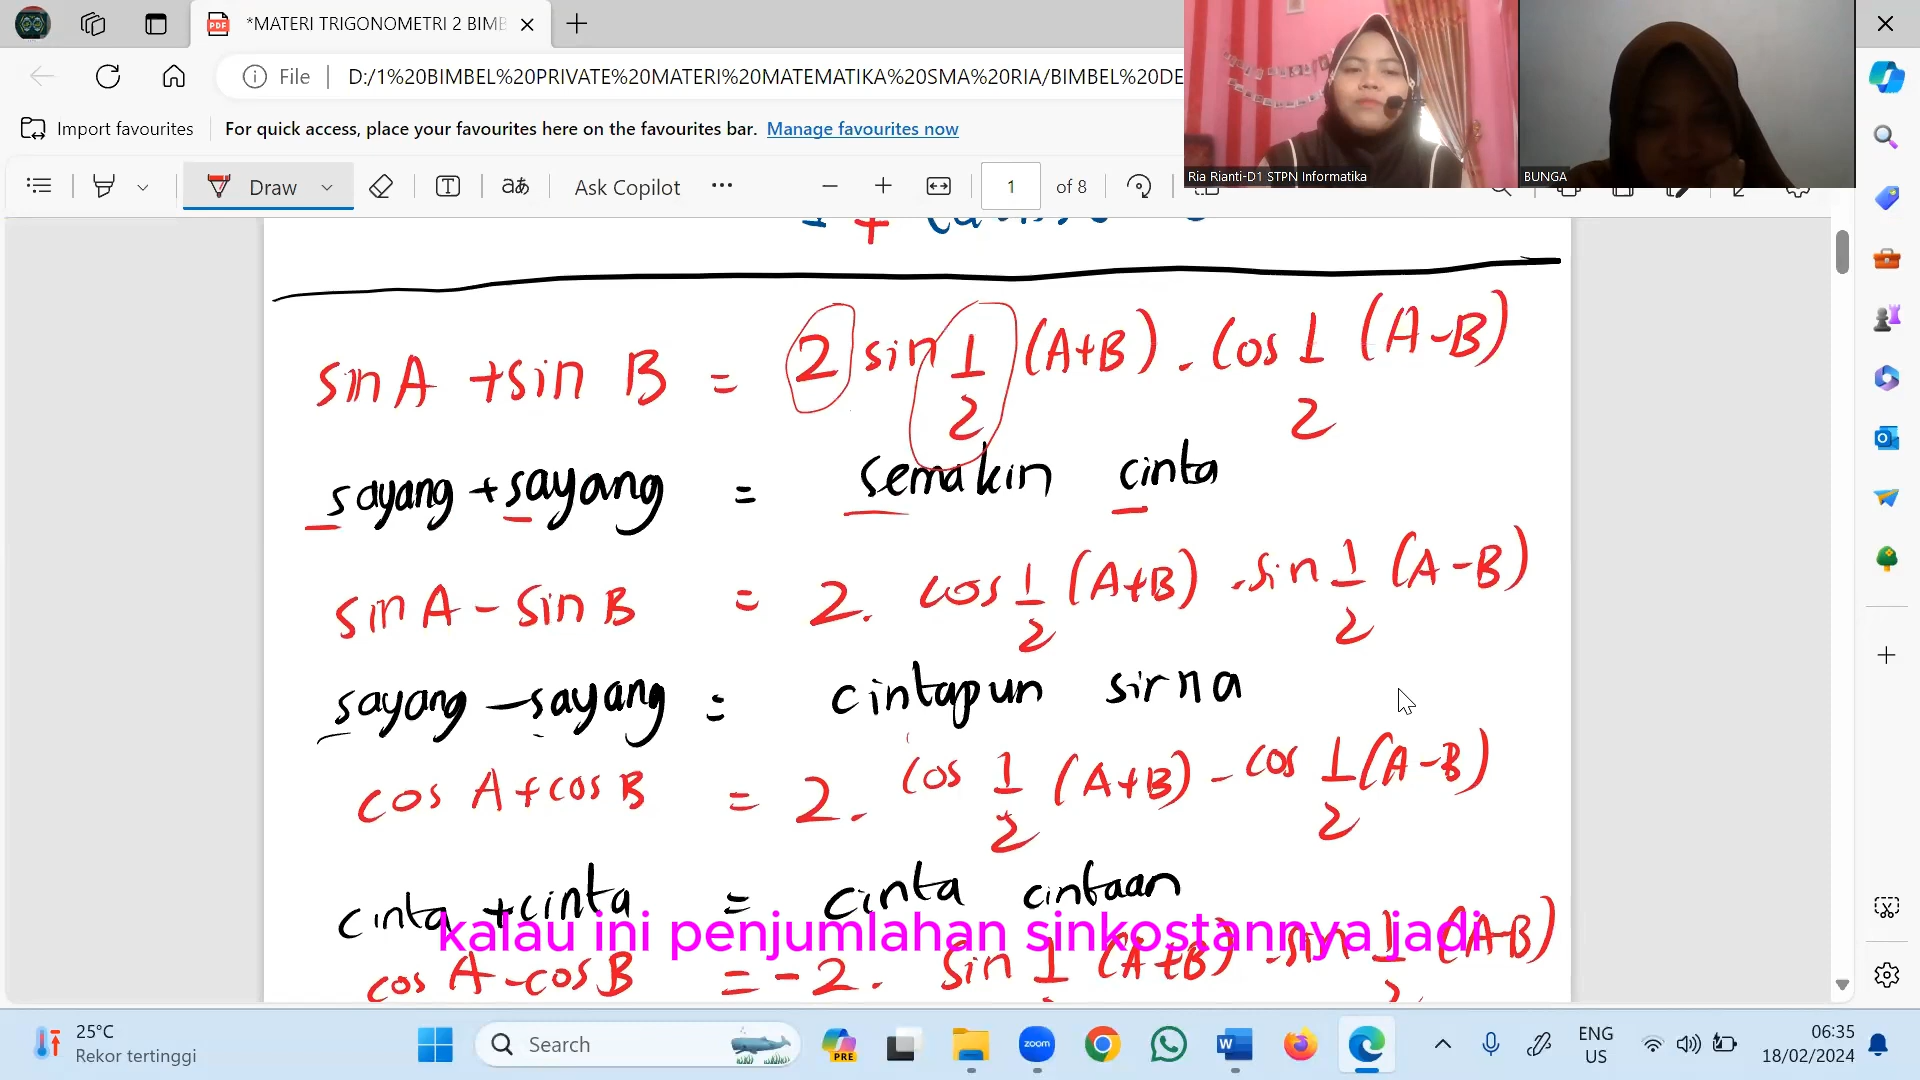 *MATERI TRIGONOMETRI 2 BIMB
File
D:/1%20BIMBEL%20PRIVATE%20MATERI%20MATEMATIKA%20SMA%20RIA/BIMBEL%20DE
Import favourites
For quick access, place your favourites here on the favourites bar. Manage favourites now
Draw
aあ
Ask Copilot
1 of 8
Ria Rianti-D1 STPN Informatika
BUNGA
sin A + sin B = 2 sin 1/2 (A+B) . cos 1/2 (A-B)
sayang + sayang = semakin cinta
sin A - sin B = 2. cos 1/2 (A+B) . sin 1/2 (A-B)
sayang - sayang = cintapun sirna
cos A + cos B = 2. cos 1/2 (A+B) - cos 1/2 (A-B)
cinta + cinta = cinta cintaan
kalau ini penjumlahan sinkostannya jadi
cos A - cos B = -2. sin 1 (A+B) . sin 1 (A-B)
25°C
Rekor tertinggi
Search
PRE
zoom
W
ENG
US
06:35
18/02/2024